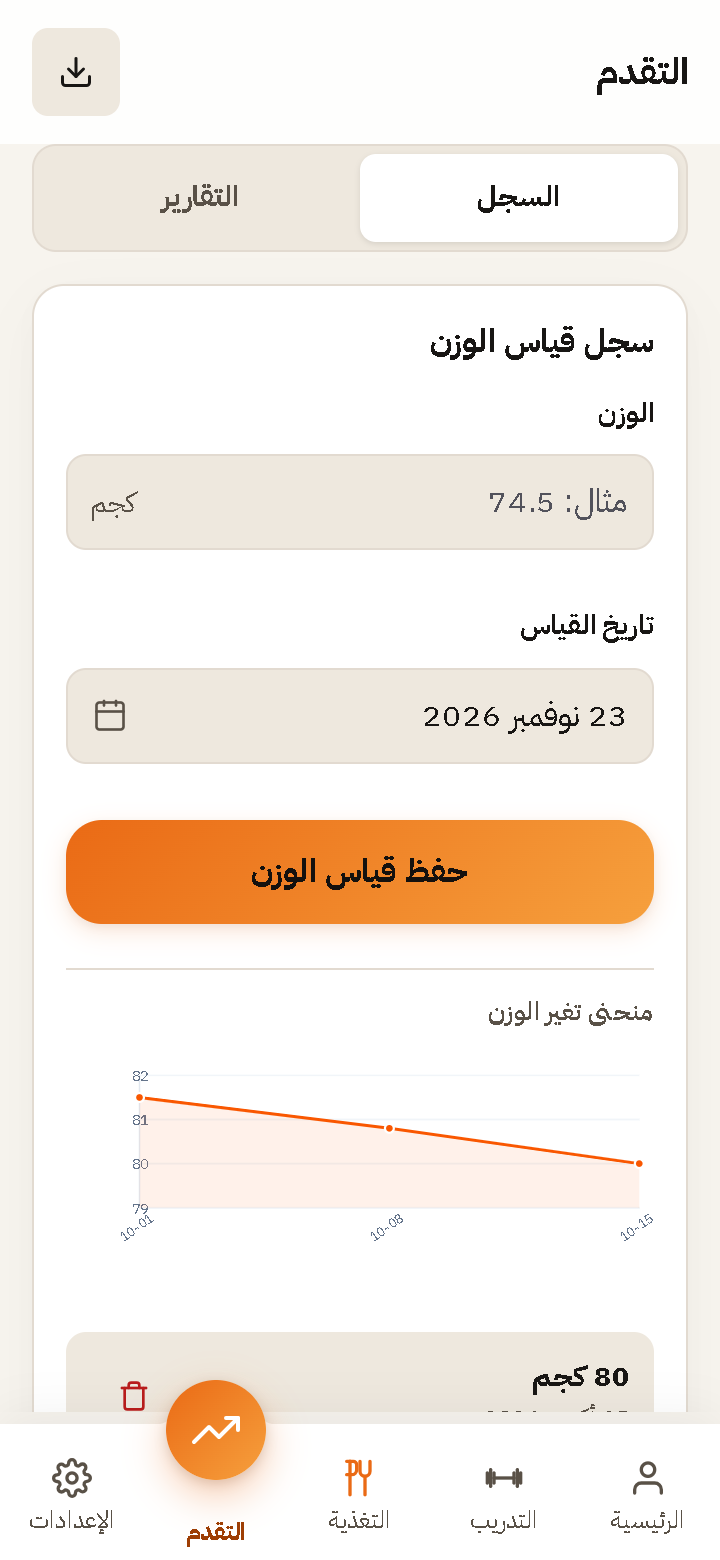 التقدم
السجل
التقارير
سجل قياس الوزن
الوزن
مثال: 74.5
كجم
تاريخ القياس
23 نوفمبر 2026
حفظ قياس الوزن
منحنى تغير الوزن
82
81
80
79
10-01
10-08
10-15
80 كجم
الرئيسية
التدريب
التغذية
التقدم
الإعدادات